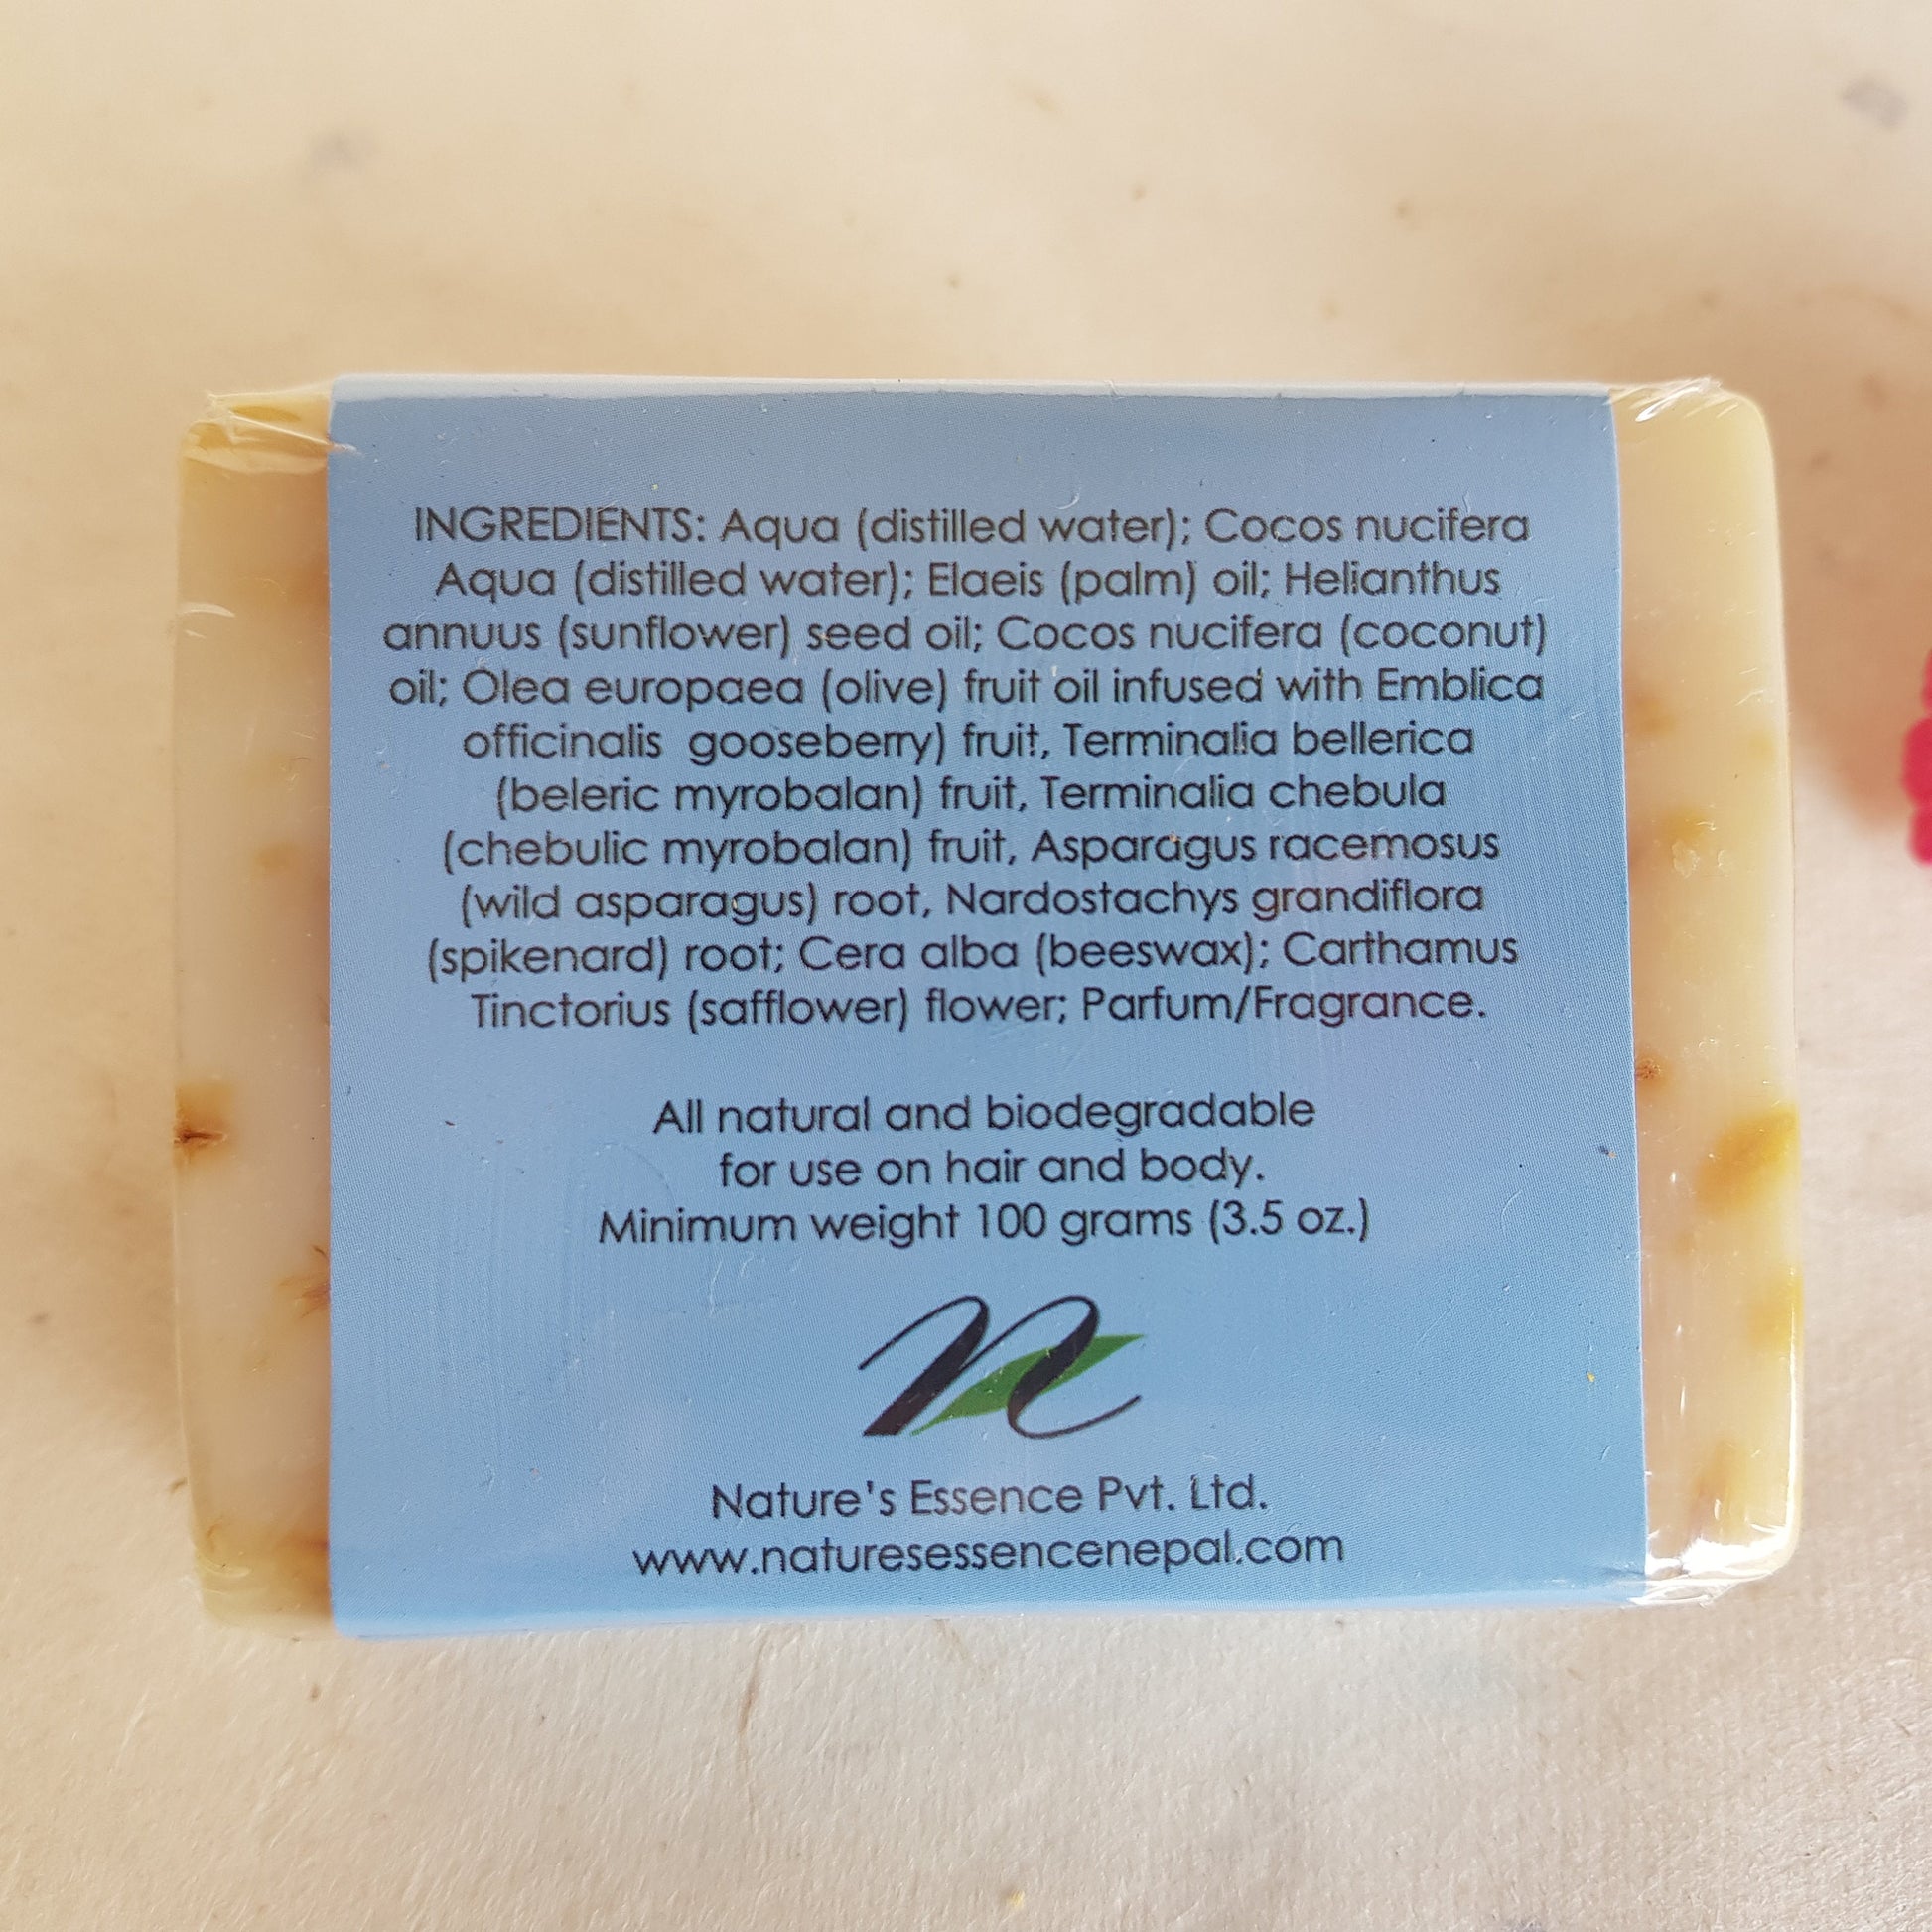 INGREDIENTS: Aqua (distilled water); Cocos nucifera
Aqua (distilled water); Elaeis (palm) oil; Helianthus
annuus (sunflower) seed oil; Cocos nucifera (coconut)
oil; Olea europaea (olive) fruit oil infused with Emblica
officinalis  gooseberry) fruit, Terminalia bellerica
(beleric myrobalan) fruit, Terminalia chebula
(chebulic myrobalan) fruit, Asparagus racemosus
(wild asparagus) root, Nardostachys grandiflora
(spikenard) root; Cera alba (beeswax); Carthamus
Tinctorius (safflower) flower; Parfum/Fragrance.
All natural and biodegradable
for use on hair and body.
Minimum weight 100 grams (3.5 oz.)
n
Nature's Essence Pvt. Ltd.
www.naturesessencenepal.com